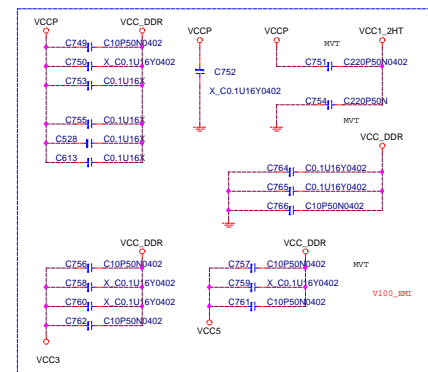 VCCP VCC_DDR VCCP VCCP VCC1_2HT
C749 C10P50N0402
C750 X_C0.1U16Y0402
C753 C0.1U16X
C755 C0.1U16X
C528 C0.1U16X
C613 C0.1U16X
C752
X_C0.1U16Y0402
MVT
C751 C220P50N0402
C754 C220P50N
MVT
VCC_DDR
C764 C0.1U16Y0402
C765 C0.1U16Y0402
C766 C10P50N0402
VCC_DDR
C756 C10P50N0402
C758 X_C0.1U16Y0402
C760 X_C0.1U16Y0402
C762 C10P50N0402
VCC3
VCC_DDR
C757 C10P50N0402
C759 X_C0.1U16Y0402
C761 C10P50N0402
VCC5
MVT
V100_EMI